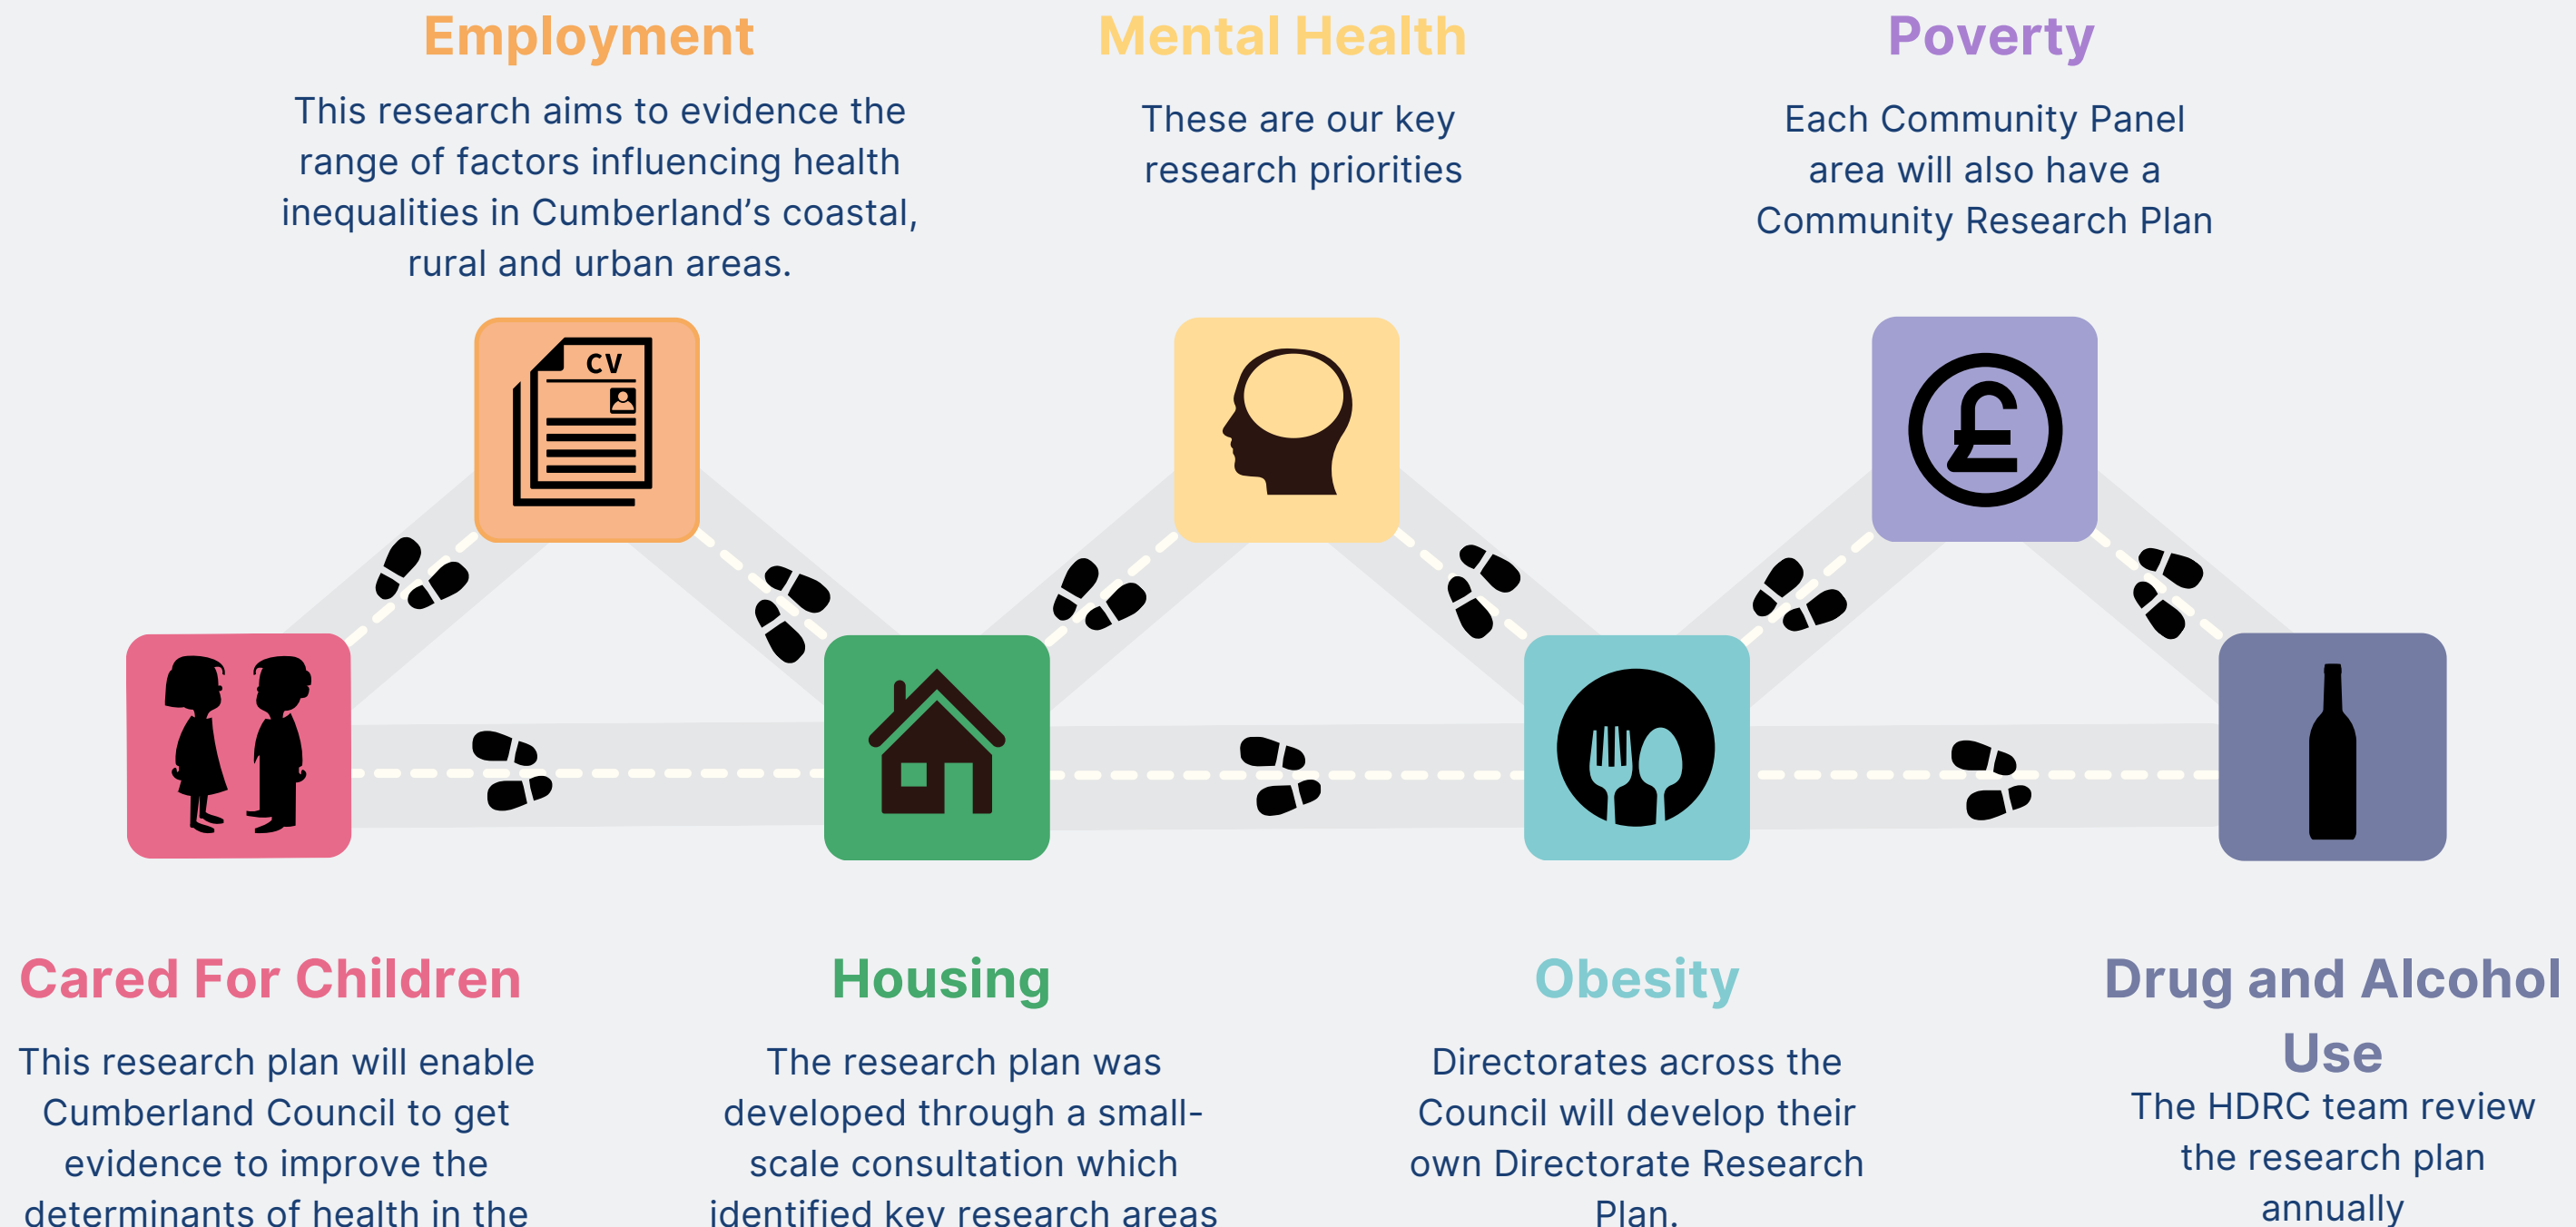 Employment
This research aims to evidence the
range of factors influencing health
inequalities in Cumberland’s coastal,
rural and urban areas.
Mental Health
These are our key
research priorities
Poverty
Each Community Panel
area will also have a
Community Research Plan
CV
£
Cared For Children
This research plan will enable
Cumberland Council to get
evidence to improve the
determinants of health in the
Housing
The research plan was
developed through a small-
scale consultation which
identified key research areas
Obesity
Directorates across the
Council will develop their
own Directorate Research
Plan.
Drug and Alcohol
Use
The HDRC team review
the research plan
annually